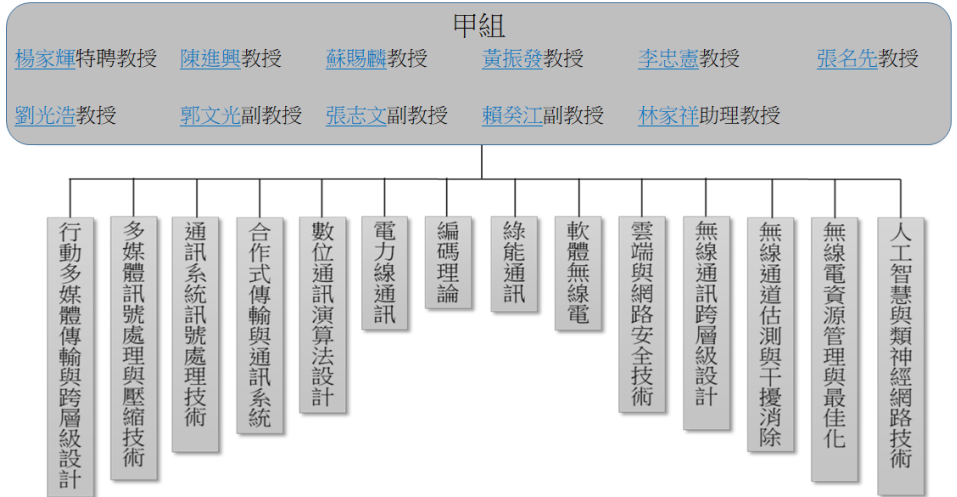 甲組
楊家輝特聘教授 陳進興教授 蘇賜麟教授 黃振發教授 李忠憲教授 張名先教授
劉光浩教授 郭文光副教授 張志文副教授 賴癸江副教授 林家祥助理教授
行動多媒體傳輸與跨層級設計
多媒體訊號處理與壓縮技術
通訊系統訊號處理技術
合作式傳輸與通訊系統
數位通訊演算法設計
電力線通訊
編碼理論
綠能通訊
軟體無線電
雲端與網路安全技術
無線通訊跨層級設計
無線通道估測與干擾消除
無線電資源管理與最佳化
人工智慧與類神經網路技術